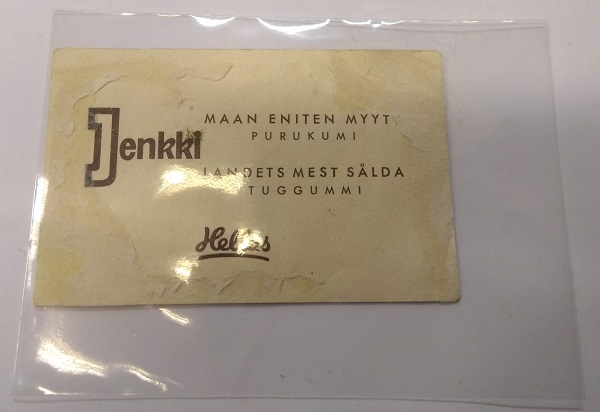 Jenkki
MAAN ENITEN MYYTY
PURUKUMI
LANDETS MEST SÅLDA
TUGGUMMI
Hellas